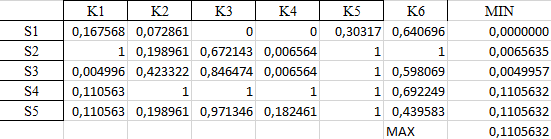 K1 K2 K3 K4 K5 K6 MIN
S1 0,167568 0,072861 0 0 0,30317 0,640696 0,0000000
S2 1 0,198961 0,672143 0,006564 1 1 0,0065635
S3 0,004996 0,423322 0,846474 0,006564 1 0,598069 0,0049957
S4 0,110563 1 1 1 1 0,692249 0,1105632
S5 0,110563 0,198961 0,971346 0,182461 1 0,439583 0,1105632
MAX 0,1105632